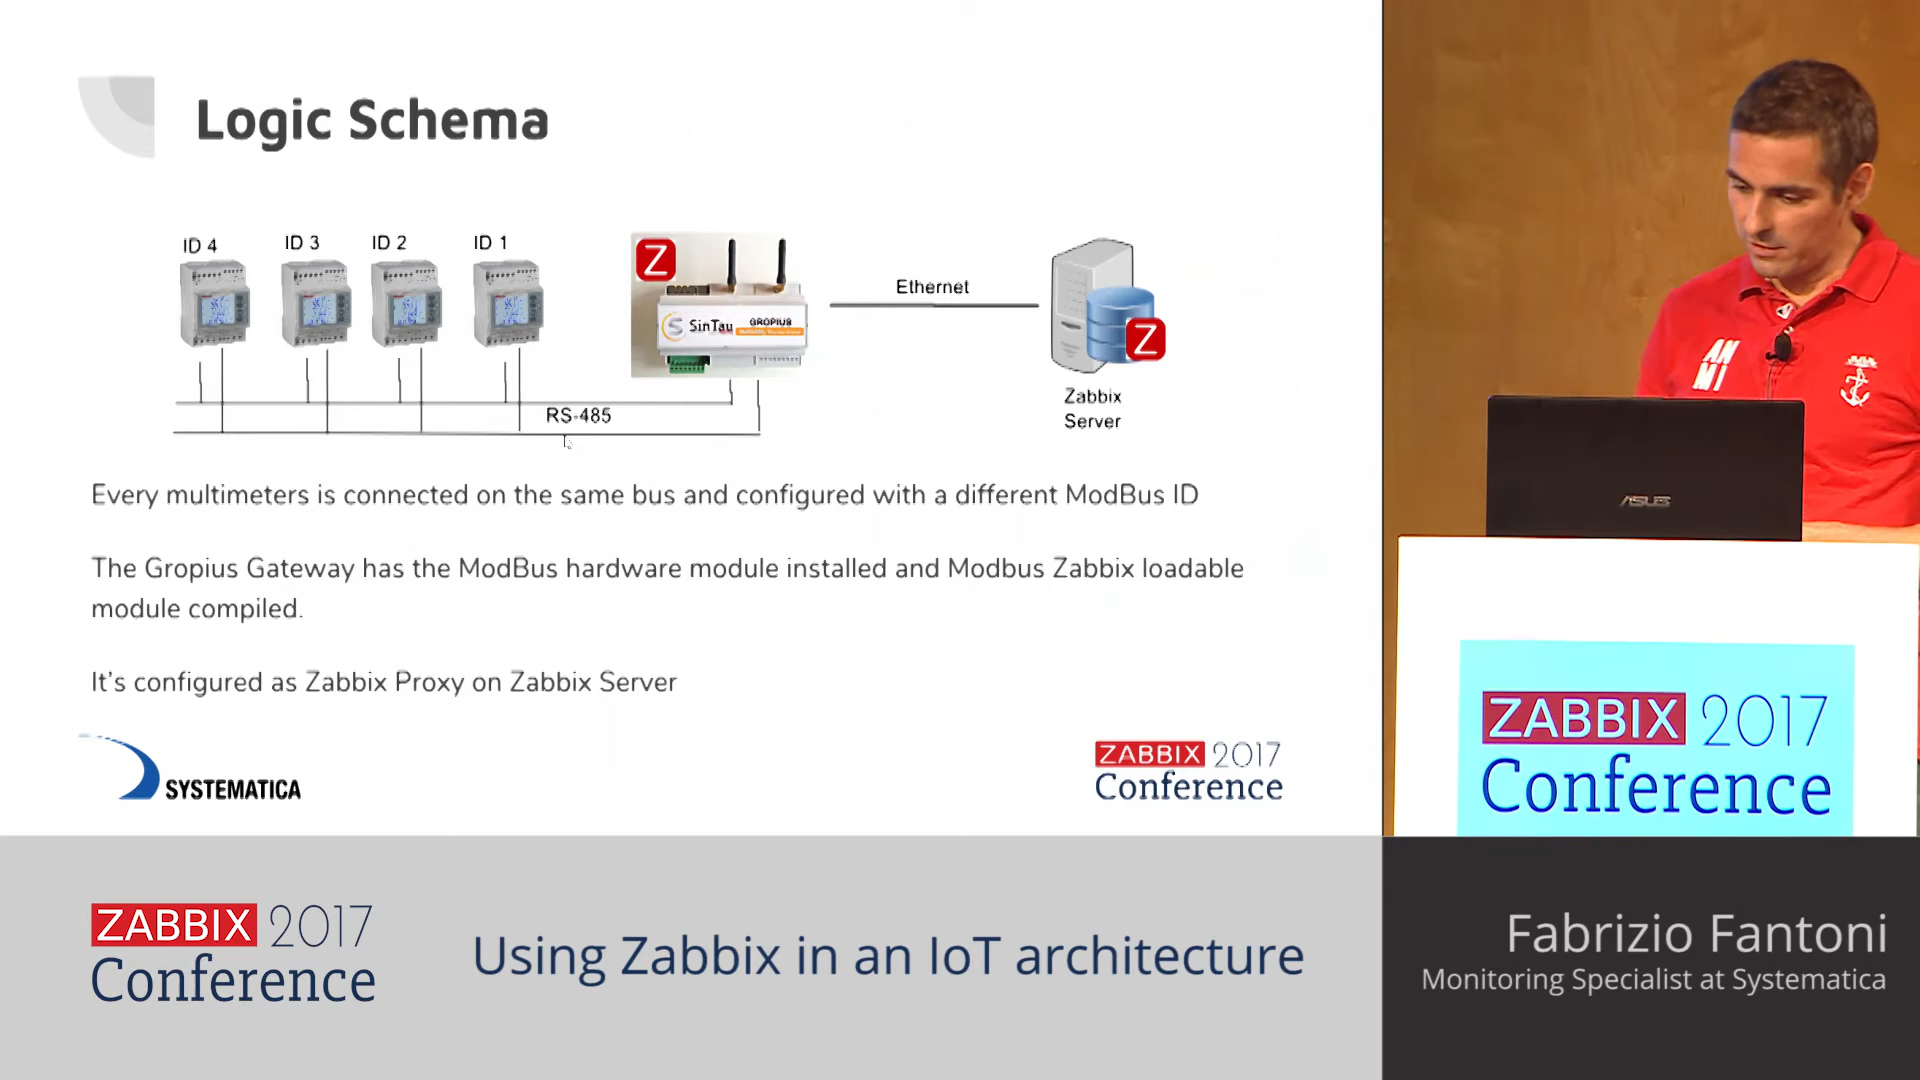 Logic Schema
ID 4
ID 3
ID 2
ID 1
Z
SinTau
GROPIUS
Ethernet
Z
RS-485
Zabbix
Server
Every multimeters is connected on the same bus and configured with a different ModBus ID
The Gropius Gateway has the ModBus hardware module installed and Modbus Zabbix loadable
module compiled.
It's configured as Zabbix Proxy on Zabbix Server
SYSTEMATICA
ZABBIX 2017
Conference
AN
MI
ASUS
ZABBIX 2017
Conference
ZABBIX 2017
Conference
Using Zabbix in an IoT architecture
Fabrizio Fantoni
Monitoring Specialist at Systematica